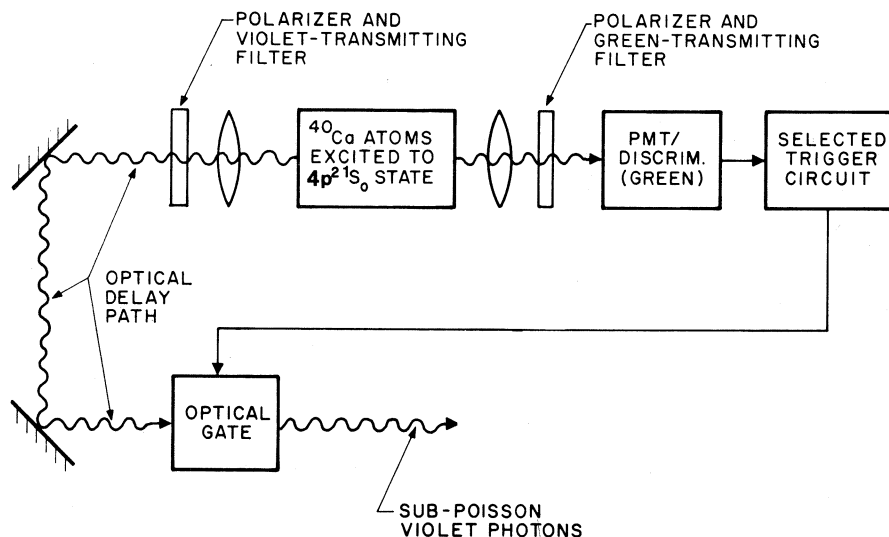 POLARIZER AND
VIOLET-TRANSMITTING
FILTER
POLARIZER AND
GREEN-TRANSMITTING
FILTER
⁴⁰Ca ATOMS
EXCITED TO
4p² ¹S₀ STATE
PMT/
DISCRIM.
(GREEN)
SELECTED
TRIGGER
CIRCUIT
OPTICAL
DELAY
PATH
OPTICAL
GATE
SUB-POISSON
VIOLET PHOTONS